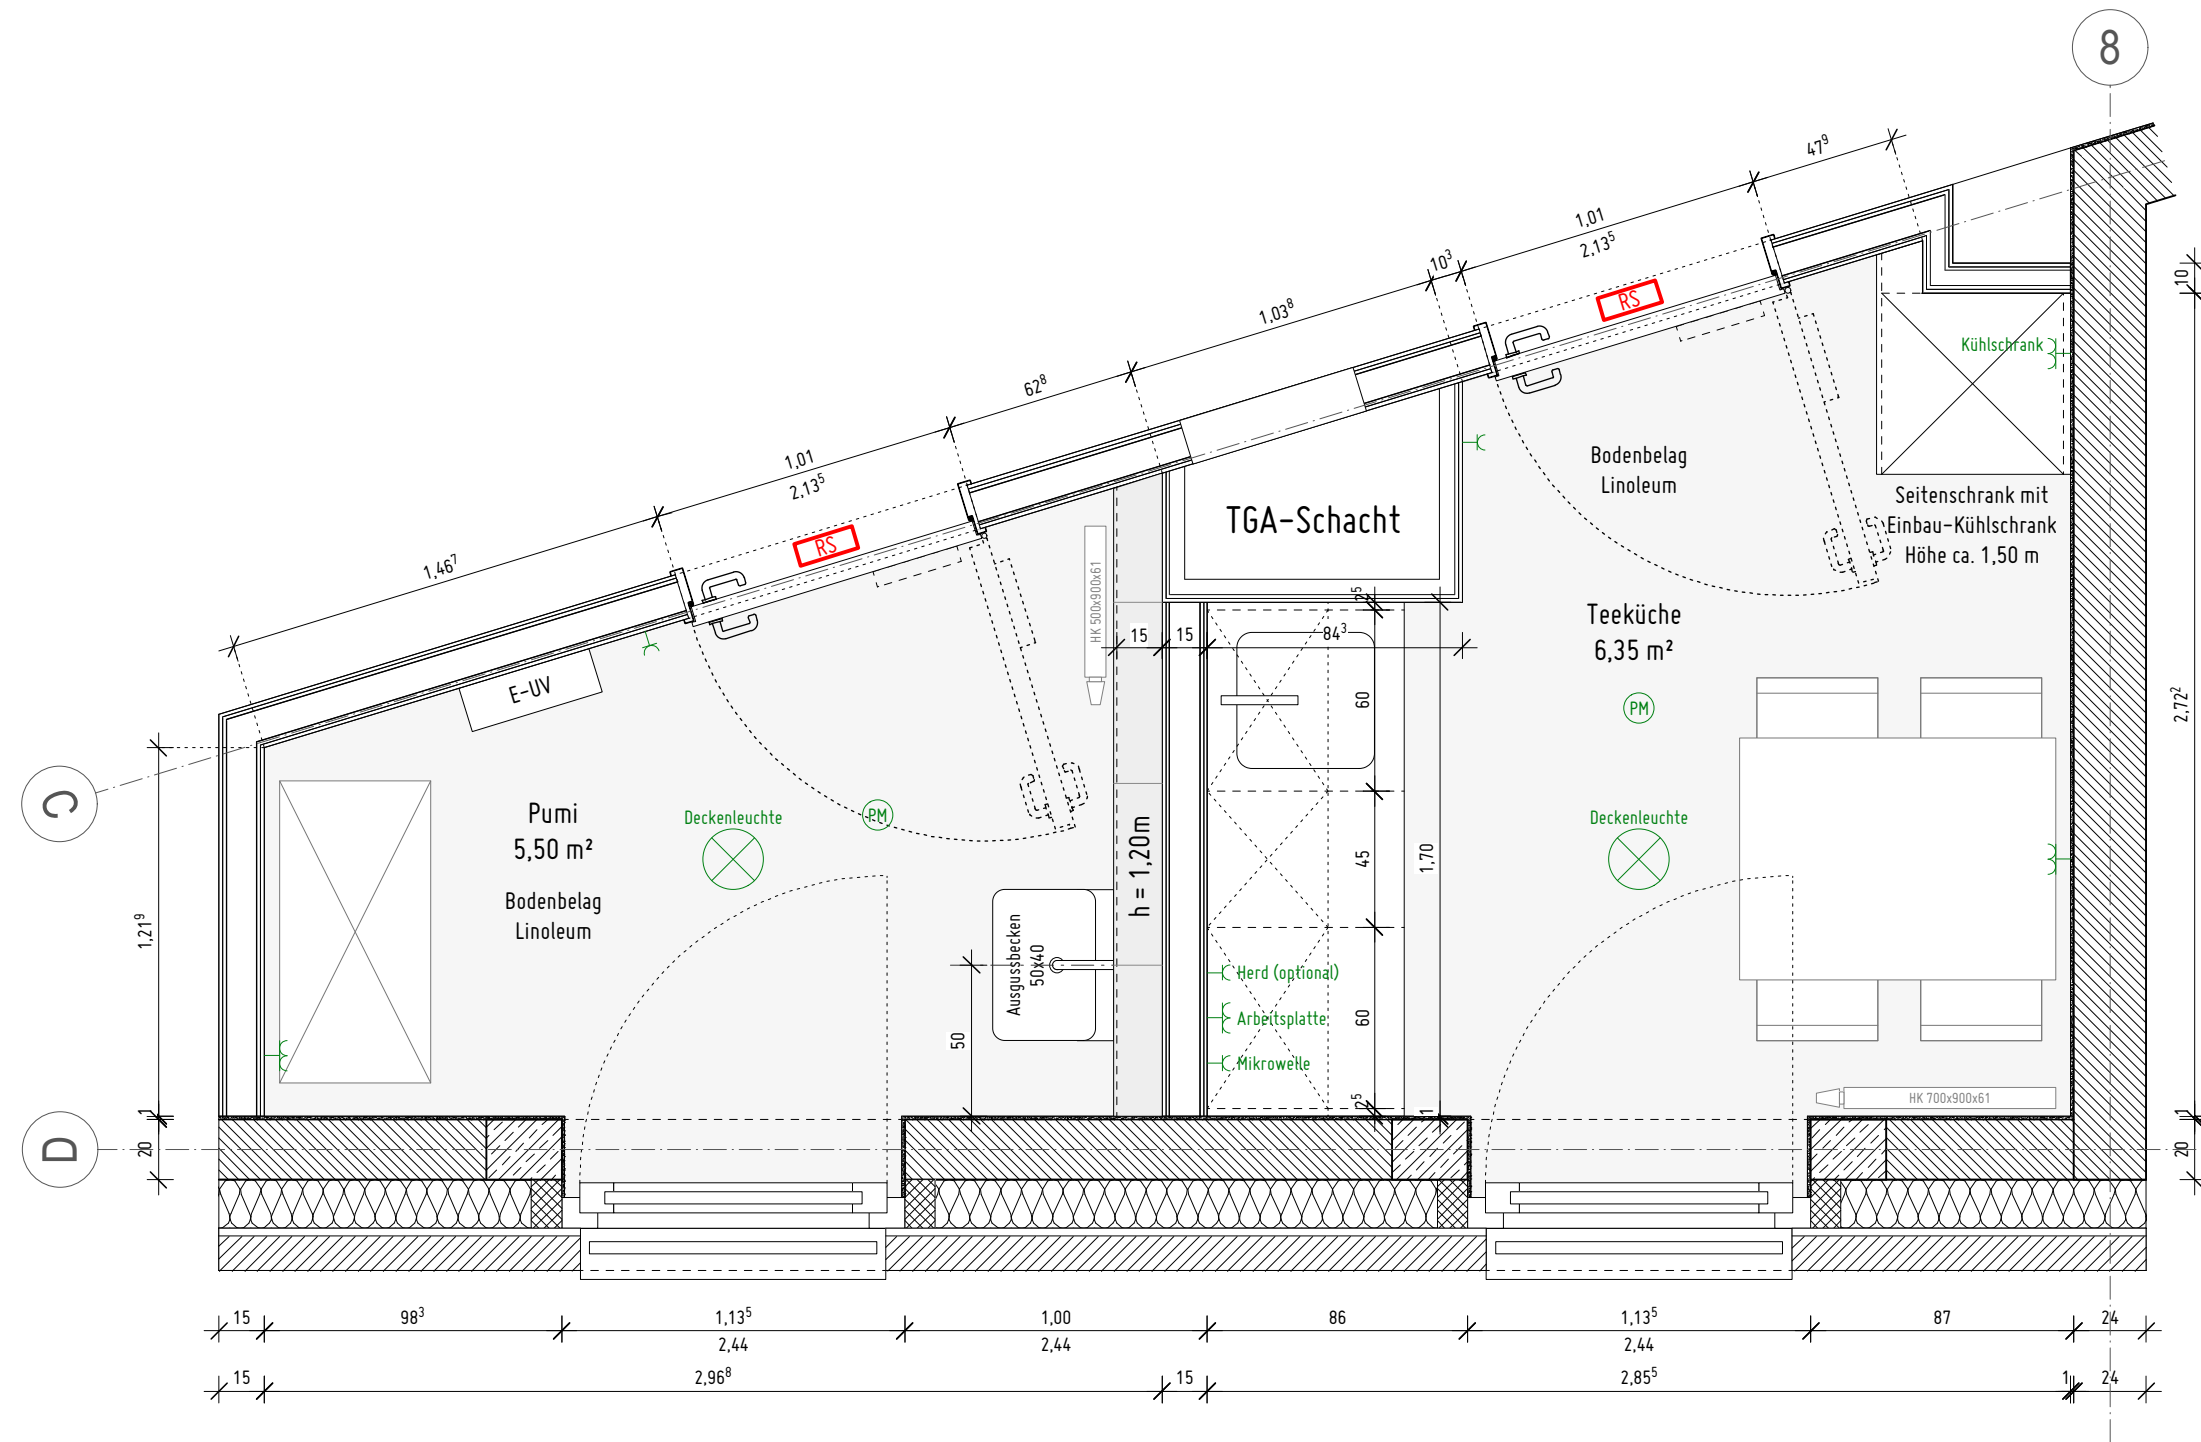 8
47⁹
1,01
2,13⁵
10³
1,03⁸
62⁸
1,01
2,13⁵
1,46⁷
RS
RS
10
Kühlschrank
Bodenbelag
Linoleum
Seitenschrank mit
Einbau-Kühlschrank
Höhe ca. 1,50 m
TGA-Schacht
HK 500x900x61
E-UV
Teeküche
6,35 m²
PM
15
15
84³
2⁵
60
45
60
2⁵
1,70
1
2,72²
1
20
C
Pumi
5,50 m²
Bodenbelag
Linoleum
Deckenleuchte
PM
Deckenleuchte
h = 1,20m
Ausgussbecken
50x40
50
Herd (optional)
Arbeitsplatte
Mikrowelle
HK 700x900x61
1,21⁹
1
20
D
15
98³
1,13⁵
2,44
1,00
2,44
86
1,13⁵
2,44
87
24
15
2,96⁸
15
2,85⁵
1
24